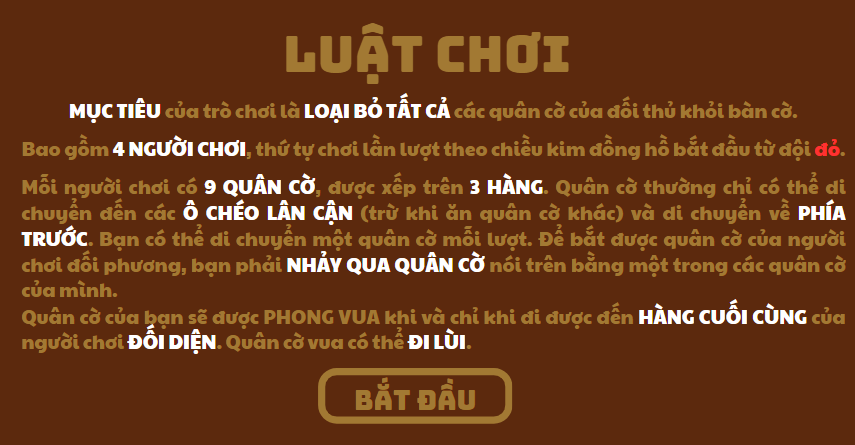 LUẬT CHƠI
MỤC TIÊU của trò chơi là LOẠI BỎ TẤT CẢ các quân cờ của đối thủ khỏi bàn cờ.
Bao gồm 4 NGƯỜI CHƠI, thứ tự chơi lần lượt theo chiều kim đồng hồ bắt đầu từ đội đỏ.
Mỗi người chơi có 9 QUÂN CỜ, được xếp trên 3 HÀNG. Quân cờ thường chỉ có thể di
chuyển đến các Ô CHÉO LÂN CẬN (trừ khi ăn quân cờ khác) và di chuyển về PHÍA
TRƯỚC. Bạn có thể di chuyển một quân cờ mỗi lượt. Để bắt được quân cờ của người
chơi đối phương, bạn phải NHẢY QUA QUÂN CỜ nói trên bằng một trong các quân cờ
của mình.
Quân cờ của bạn sẽ được PHONG VUA khi và chỉ khi đi được đến HÀNG CUỐI CÙNG của
người chơi ĐỐI DIỆN. Quân cờ vua có thể ĐI LÙI.
BẮT ĐẦU